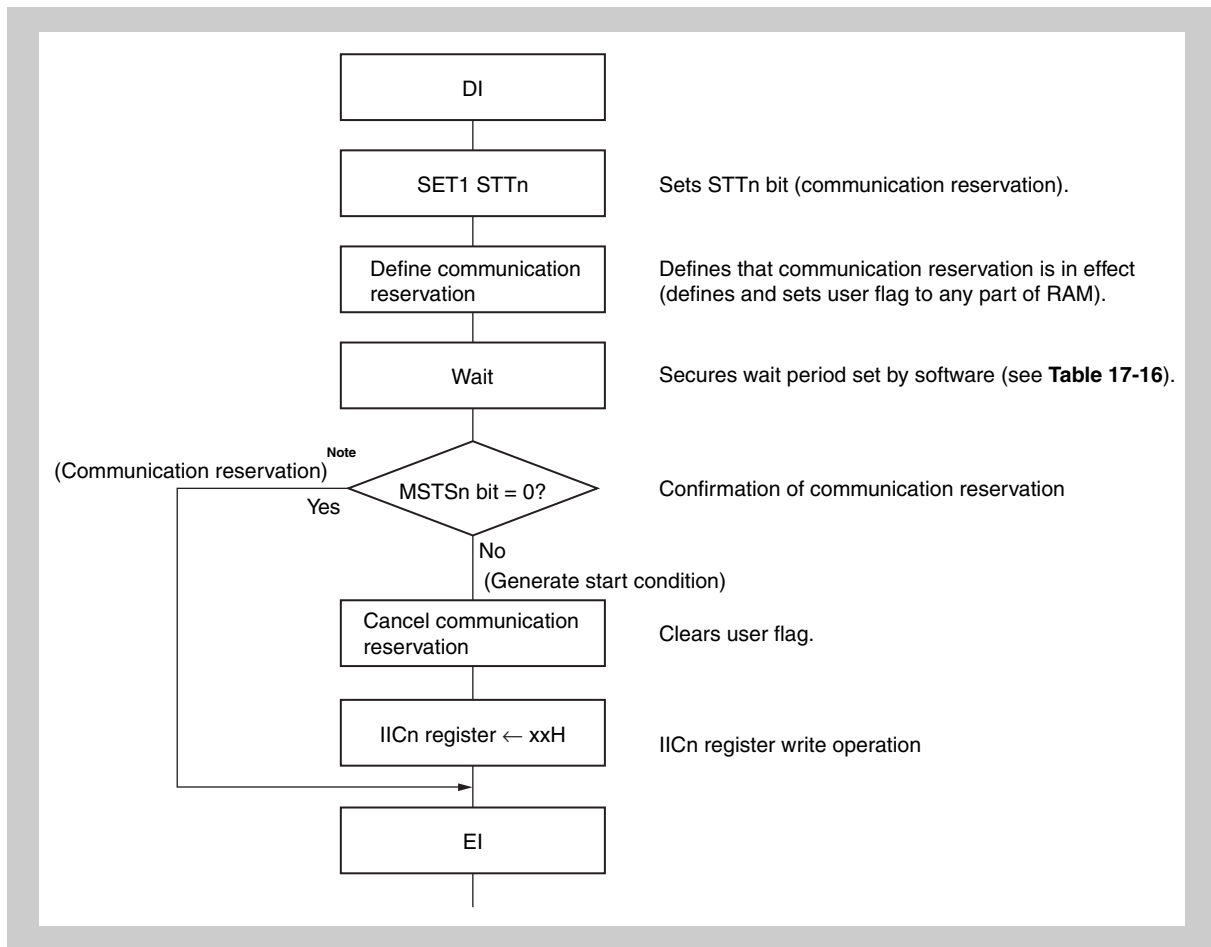 DI
SET1 STTn
Sets STTn bit (communication reservation).
Define communication
reservation
Defines that communication reservation is in effect
(defines and sets user flag to any part of RAM).
Wait
Secures wait period set by software (see Table 17-16).
(Communication reservation) Note
Yes
MSTSn bit = 0?
Confirmation of communication reservation
No
(Generate start condition)
Cancel communication
reservation
Clears user flag.
IICn register ← xxH
IICn register write operation
EI